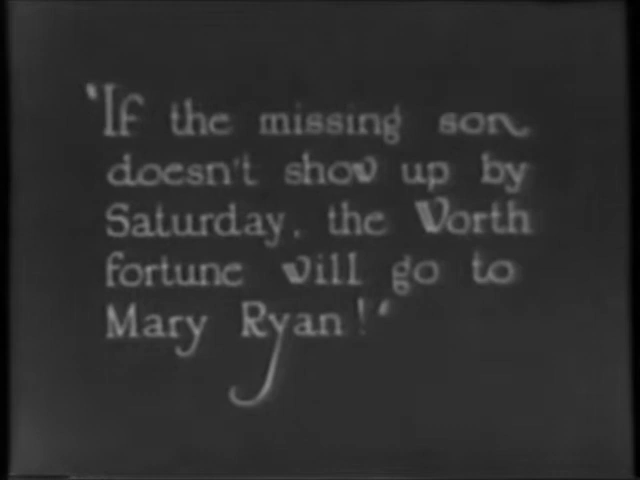 "If the missing son
doesn't show up by
Saturday, the Worth
fortune will go to
Mary Ryan!"